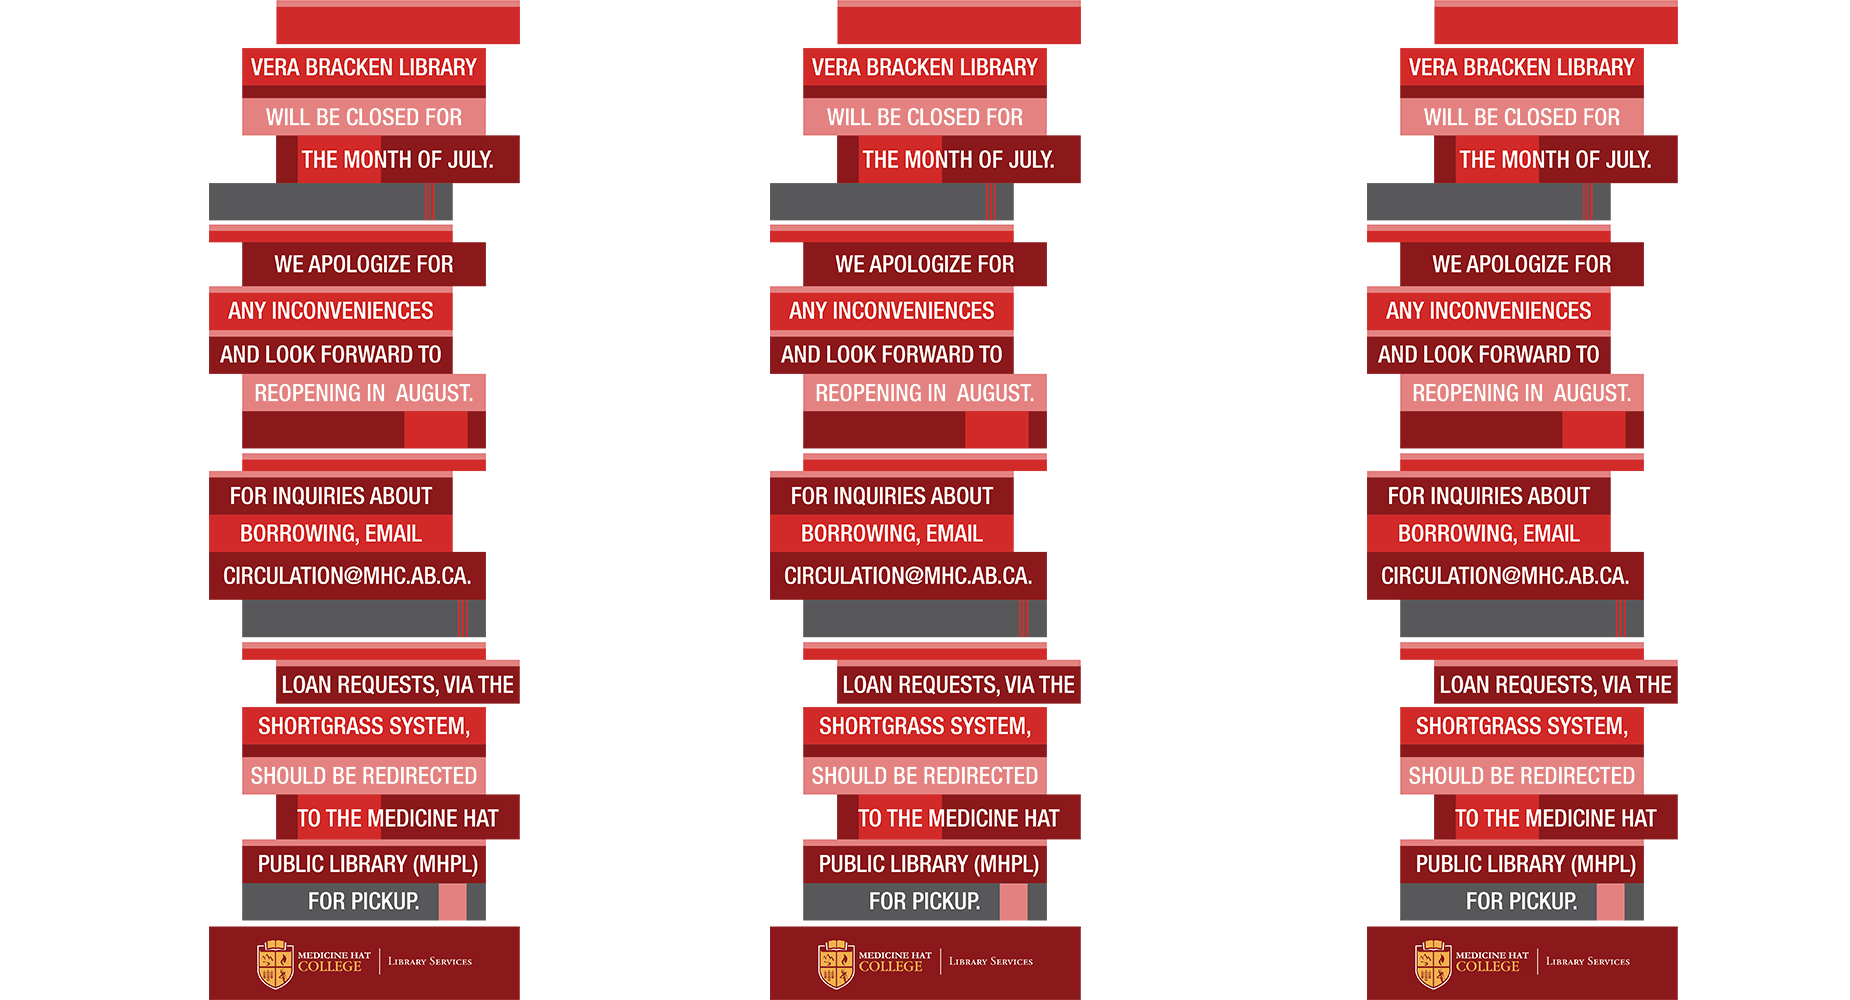 VERA BRACKEN LIBRARY
WILL BE CLOSED FOR
THE MONTH OF JULY.
WE APOLOGIZE FOR
ANY INCONVENIENCES
AND LOOK FORWARD TO
REOPENING IN AUGUST.
FOR INQUIRIES ABOUT
BORROWING, EMAIL
CIRCULATION@MHC.AB.CA.
LOAN REQUESTS, VIA THE
SHORTGRASS SYSTEM,
SHOULD BE REDIRECTED
TO THE MEDICINE HAT
PUBLIC LIBRARY (MHPL)
FOR PICKUP.
MEDICINE HAT
COLLEGE
LIBRARY SERVICES
VERA BRACKEN LIBRARY
WILL BE CLOSED FOR
THE MONTH OF JULY.
WE APOLOGIZE FOR
ANY INCONVENIENCES
AND LOOK FORWARD TO
REOPENING IN AUGUST.
FOR INQUIRIES ABOUT
BORROWING, EMAIL
CIRCULATION@MHC.AB.CA.
LOAN REQUESTS, VIA THE
SHORTGRASS SYSTEM,
SHOULD BE REDIRECTED
TO THE MEDICINE HAT
PUBLIC LIBRARY (MHPL)
FOR PICKUP.
MEDICINE HAT
COLLEGE
LIBRARY SERVICES
VERA BRACKEN LIBRARY
WILL BE CLOSED FOR
THE MONTH OF JULY.
WE APOLOGIZE FOR
ANY INCONVENIENCES
AND LOOK FORWARD TO
REOPENING IN AUGUST.
FOR INQUIRIES ABOUT
BORROWING, EMAIL
CIRCULATION@MHC.AB.CA.
LOAN REQUESTS, VIA THE
SHORTGRASS SYSTEM,
SHOULD BE REDIRECTED
TO THE MEDICINE HAT
PUBLIC LIBRARY (MHPL)
FOR PICKUP.
MEDICINE HAT
COLLEGE
LIBRARY SERVICES